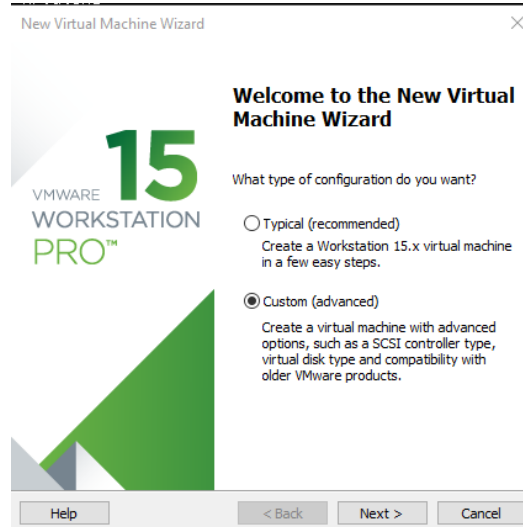 New Virtual Machine Wizard
15
VMWARE
WORKSTATION
PRO™
Welcome to the New Virtual
Machine Wizard
What type of configuration do you want?
Typical (recommended)
Create a Workstation 15.x virtual machine
in a few easy steps.
Custom (advanced)
Create a virtual machine with advanced
options, such as a SCSI controller type,
virtual disk type and compatibility with
older VMware products.
Help
< Back
Next >
Cancel